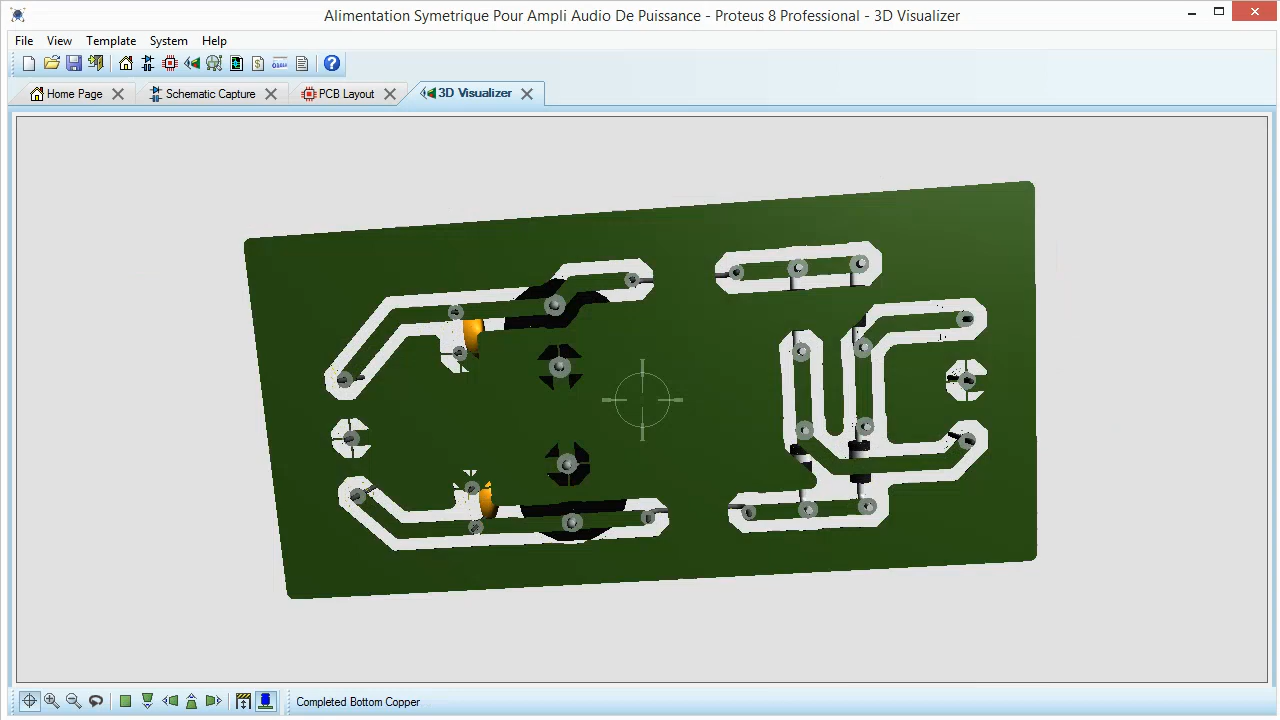 Alimentation Symetrique Pour Ampli Audio De Puissance - Proteus 8 Professional - 3D Visualizer
File View Template System Help
Home Page Schematic Capture PCB Layout 3D Visualizer
Completed Bottom Copper